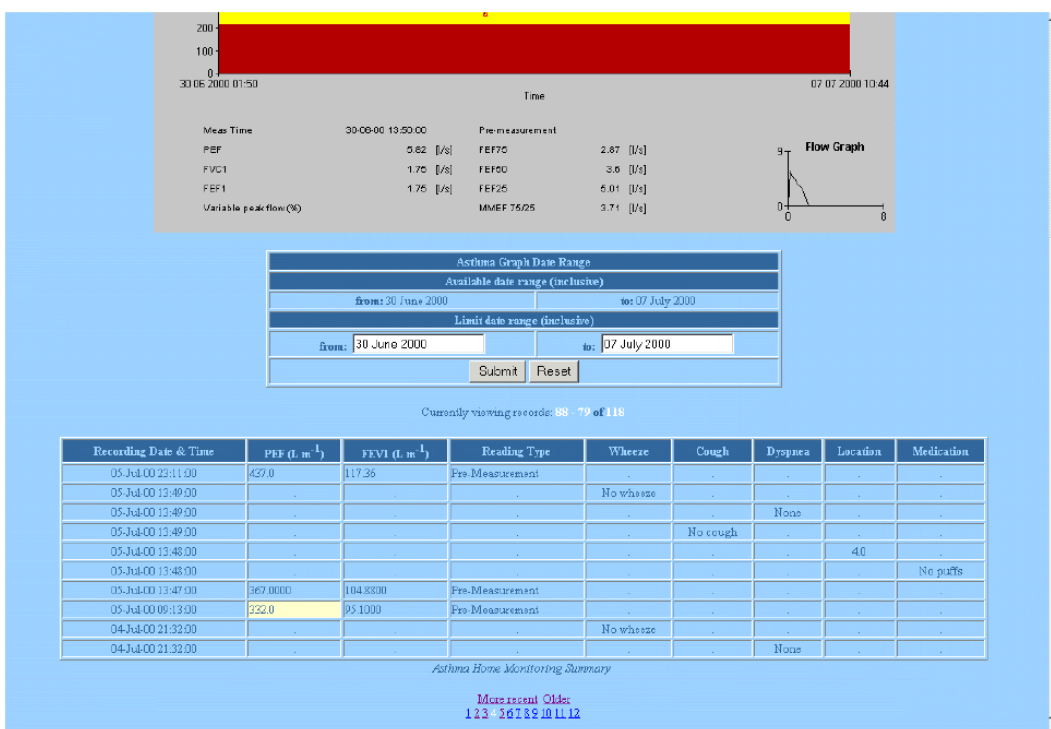 200
100
0
30 06 2000 01:50 07 07 2000 10:44
Time
Meas Time 30-06-00 13:50:00 Pre-measurement
PEF 5.82 [l/s] FEF75 2.87 [l/s]
FVC1 1.75 [l/s] FEF50 3.6 [l/s]
FEF1 1.75 [l/s] FEF25 5.01 [l/s]
Variable peak flow (%) MMEF 75/25 3.71 [l/s]
Flow Graph
9
0
0 8
Asthma Graph Date Range
Available date range (inclusive)
from: 30 June 2000 to: 07 July 2000
Limit date range (inclusive)
from: 30 June 2000 to: 07 July 2000
Submit Reset
Currently viewing records: 88 - 79 of 118
Recording Date & Time PEF (L m-1) FEV1 (L m-1) Reading Type Wheeze Cough Dyspnea Location Medication
05-Jul-00 23:11:00 437.0 117.36 Pre-Measurement . . . . .
05-Jul-00 13:49:00 . . . No wheeze . . . .
05-Jul-00 13:49:00 . . . . . None . .
05-Jul-00 13:49:00 . . . . No cough . . .
05-Jul-00 13:48:00 . . . . . . 4.0 .
05-Jul-00 13:48:00 . . . . . . . No puffs
05-Jul-00 13:47:00 367.0000 104.8800 Pre-Measurement . . . . .
05-Jul-00 09:13:00 332.0 95.1000 Pre-Measurement . . . . .
04-Jul-00 21:32:00 . . . No wheeze . . . .
04-Jul-00 21:32:00 . . . . . None . .
Asthma Home Monitoring Summary
More recent Older
1 2 3 4 5 6 7 8 9 10 11 12